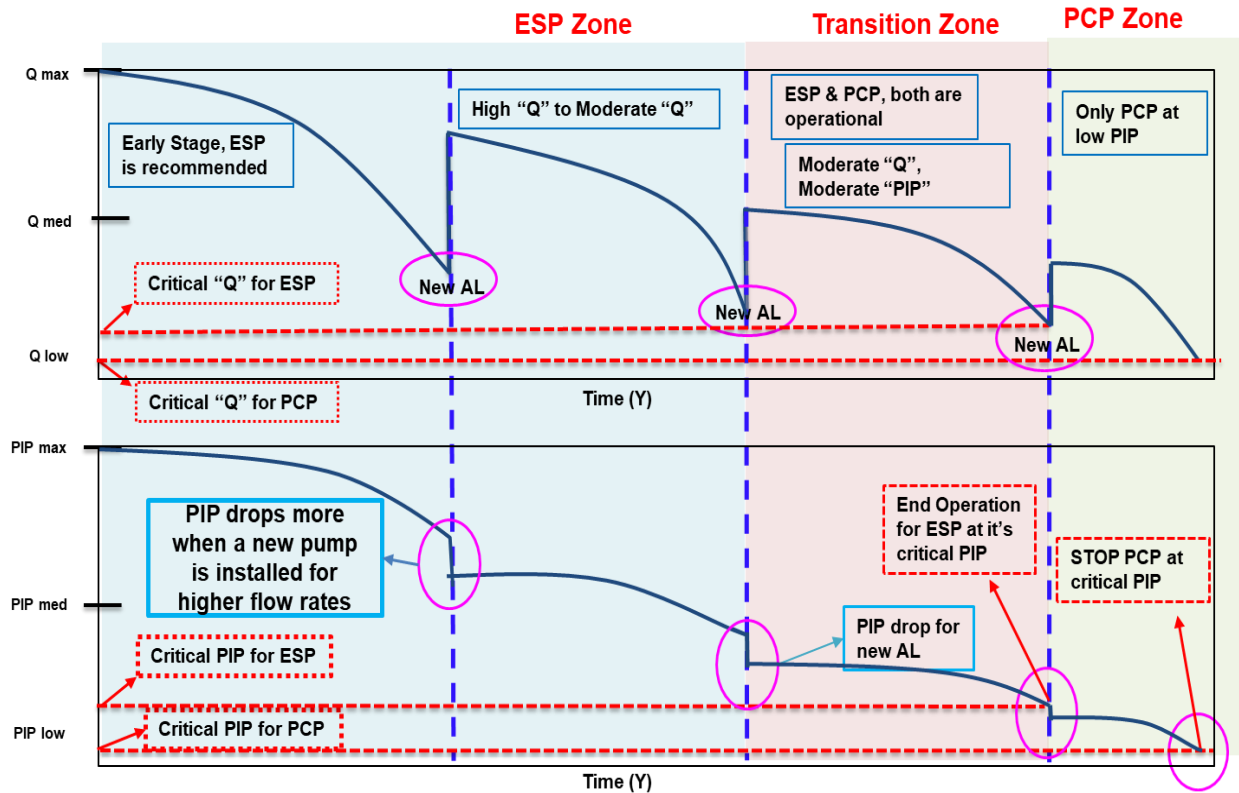 ESP Zone
Transition Zone
PCP Zone
Q max
Early Stage, ESP
is recommended
High “Q” to Moderate “Q”
ESP & PCP, both are
operational
Moderate “Q”,
Moderate “PIP”
Only PCP at
low PIP
Q med
Critical “Q” for ESP
New AL
New AL
New AL
Q low
Critical “Q” for PCP
Time (Y)
PIP max
PIP drops more
when a new pump
is installed for
higher flow rates
End Operation
for ESP at it’s
critical PIP
STOP PCP at
critical PIP
PIP med
PIP drop for
new AL
Critical PIP for ESP
Critical PIP for PCP
PIP low
Time (Y)